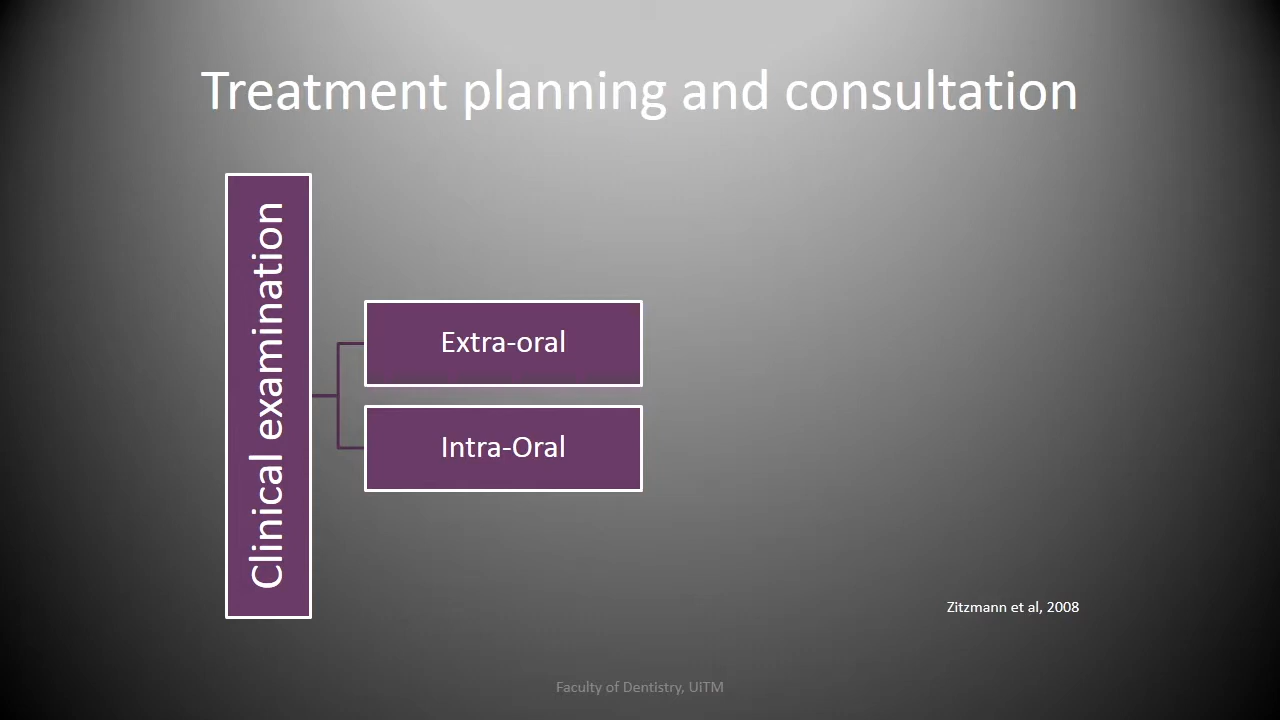 Treatment planning and consultation
Clinical examination
Extra-oral
Intra-Oral
Zitzmann et al, 2008
Faculty of Dentistry, UiTM